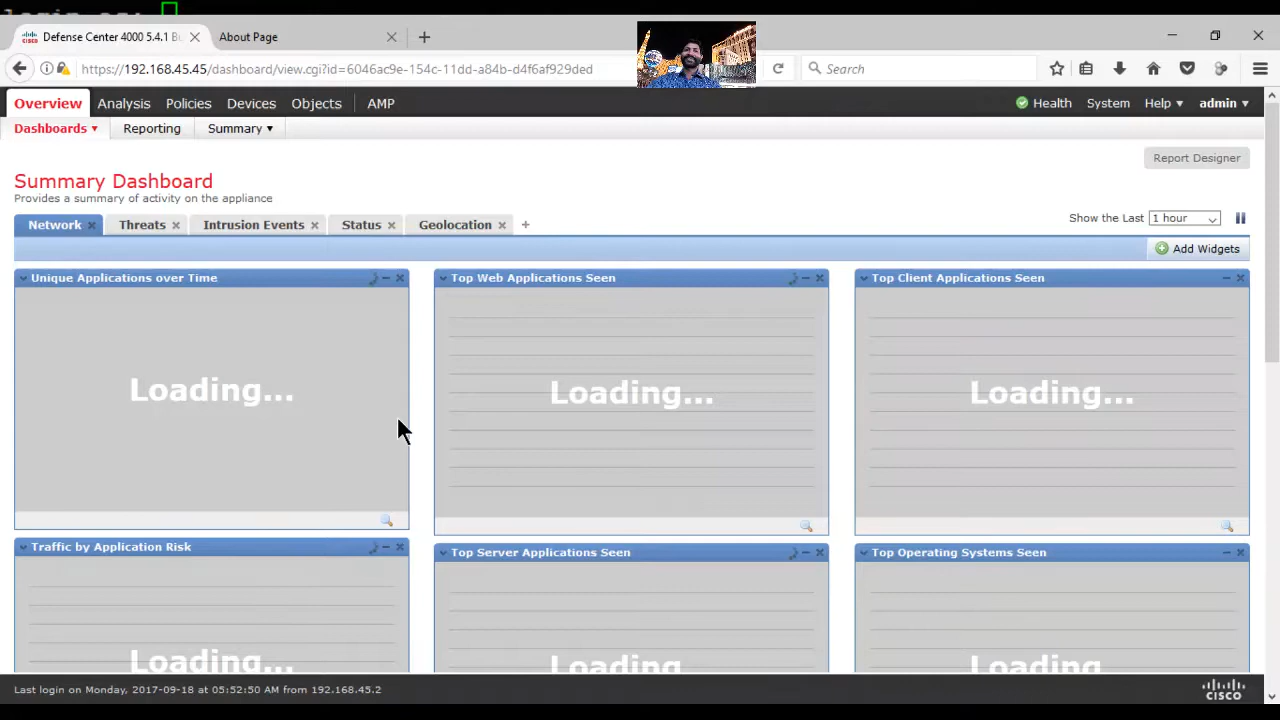 Defense Center 4000 5.4.1 B
About Page
https://192.168.45.45/dashboard/view.cgi?id=6046ac9e-154c-11dd-a84b-d4f6af929ded
Search
Overview Analysis Policies Devices Objects AMP
Health System Help admin
Dashboards Reporting Summary
Report Designer
Summary Dashboard
Provides a summary of activity on the appliance
Network Threats Intrusion Events Status Geolocation
Show the Last 1 hour
Add Widgets
Unique Applications over Time
Top Web Applications Seen
Top Client Applications Seen
Loading...
Loading...
Loading...
Traffic by Application Risk
Top Server Applications Seen
Top Operating Systems Seen
Loading...
Loading
Loading
Last login on Monday, 2017-09-18 at 05:52:50 AM from 192.168.45.2
CISCO